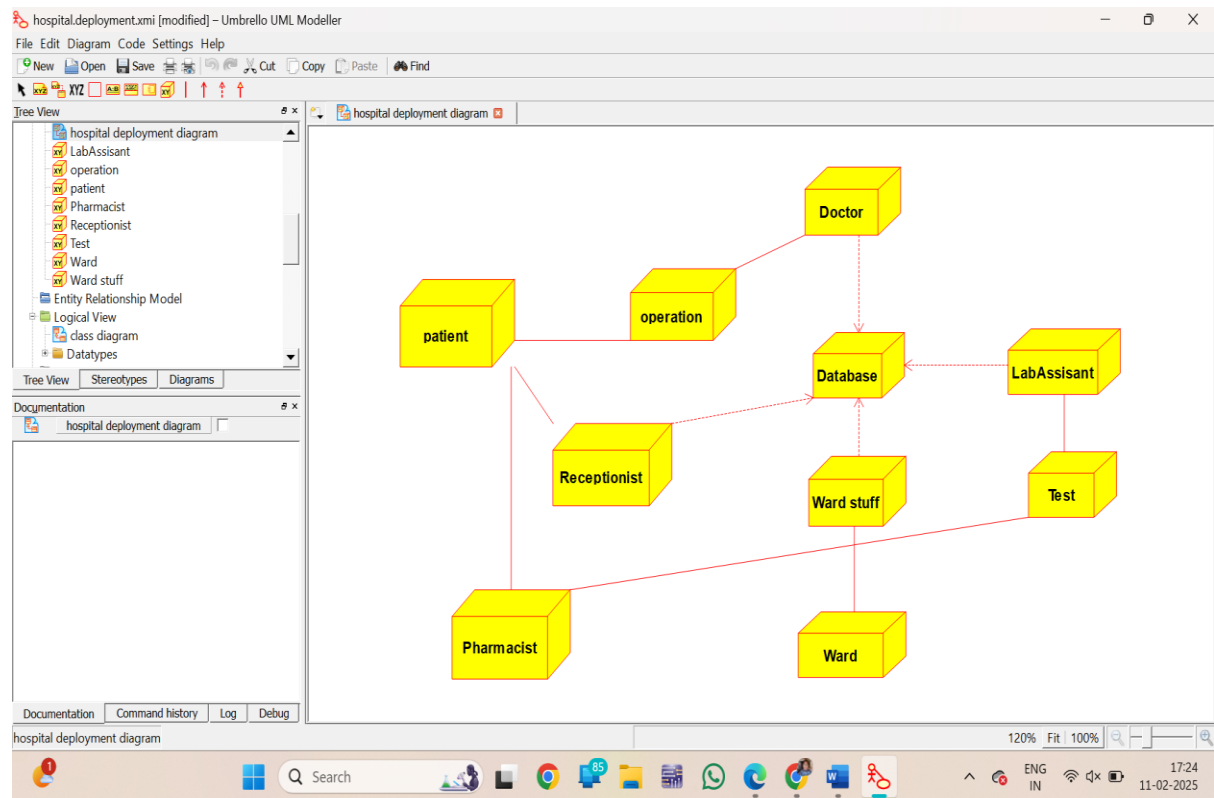 hospital.deployment.xmi [modified] – Umbrello UML Modeller
File Edit Diagram Code Settings Help
New Open Save Cut Copy Paste Find
XYZ
Tree View
hospital deployment diagram
LabAssisant
operation
patient
Pharmacist
Receptionist
Test
Ward
Ward stuff
Entity Relationship Model
Logical View
class diagram
Datatypes
Tree View Stereotypes Diagrams
Documentation
hospital deployment diagram
Documentation Command history Log Debug
hospital deployment diagram
Doctor
operation
patient
Database
LabAssisant
Receptionist
Ward stuff
Test
Pharmacist
Ward
hospital deployment diagram
120% Fit 100%
1
Search
85
ENG
IN
17:24
11-02-2025